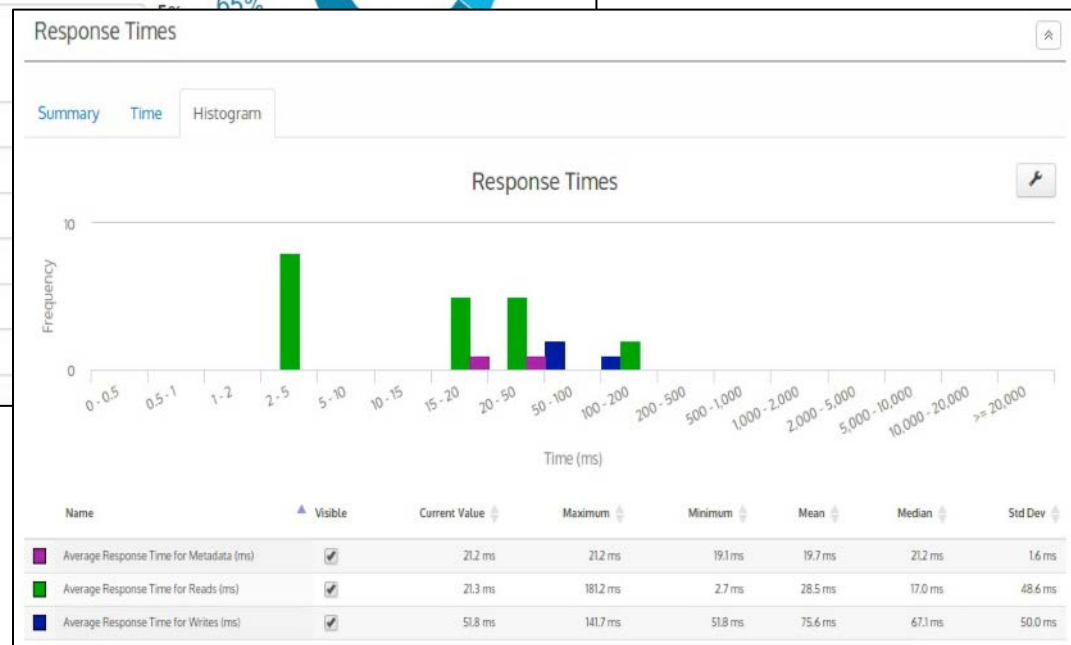 65%
Response Times
Summary Time Histogram
Response Times
10
Frequency
0
0 - 0.5 0.5 - 1 1 - 2 2 - 5 5 - 10 10 - 15 15 - 20 20 - 50 50 - 100 100 - 200 200 - 500 500 - 1,000 1,000 - 2,000 2,000 - 5,000 5,000 - 10,000 10,000 - 20,000 >= 20,000
Time (ms)
Name Visible Current Value Maximum Minimum Mean Median Std Dev
Average Response Time for Metadata (ms) 21.2 ms 21.2 ms 19.1 ms 19.7 ms 21.2 ms 1.6 ms
Average Response Time for Reads (ms) 21.3 ms 181.2 ms 2.7 ms 28.5 ms 17.0 ms 48.6 ms
Average Response Time for Writes (ms) 51.8 ms 141.7 ms 51.8 ms 75.6 ms 67.1 ms 50.0 ms